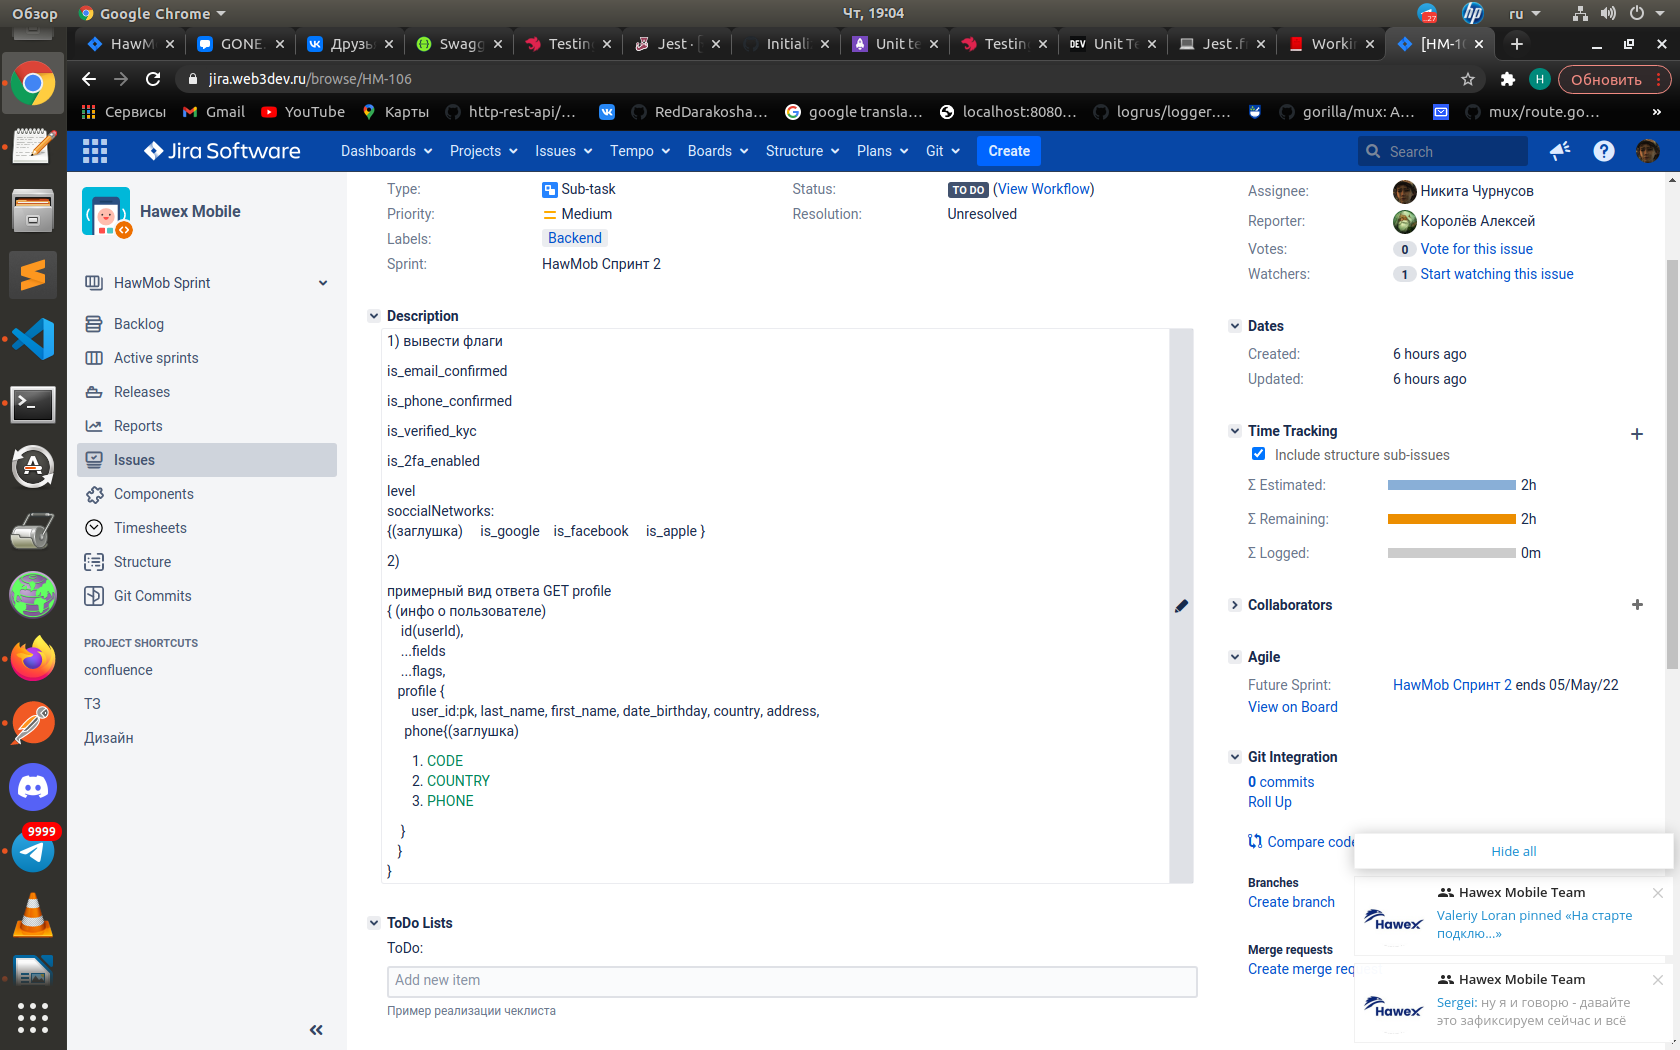 Обзор
Google Chrome
Чт, 19:04
27
ru
HawM
GONE
Друзь
Swagg
Testin
Jest · [
Initiali
Unit te
Testin
DEV Unit Te
Jest .f
Workin
[HM-10
jira.web3dev.ru/browse/HM-106
H
Обновить
Сервисы
Gmail
YouTube
Карты
http-rest-api/...
RedDarakosha...
google transla...
localhost:8080...
logrus/logger....
gorilla/mux: A...
mux/route.go...
»
Jira Software
Dashboards
Projects
Issues
Tempo
Boards
Structure
Plans
Git
Create
Search
Hawex Mobile
HawMob Sprint
Backlog
Active sprints
Releases
Reports
Issues
Components
Timesheets
Structure
Git Commits
PROJECT SHORTCUTS
confluence
ТЗ
Дизайн
9999
Type: Sub-task
Priority: Medium
Labels: Backend
Sprint: HawMob Спринт 2
Status: TO DO (View Workflow)
Resolution: Unresolved
Description
1) вывести флаги
is_email_confirmed
is_phone_confirmed
is_verified_kyc
is_2fa_enabled
level
soccialNetworks:
{(заглушка) is_google is_facebook is_apple }
2)
примерный вид ответа GET profile
{ (инфо о пользователе)
id(userId),
...fields
...flags,
profile {
user_id:pk, last_name, first_name, date_birthday, country, address,
phone{(заглушка)
1. CODE
2. COUNTRY
3. PHONE
}
}
}
ToDo Lists
ToDo:
Add new item
Пример реализации чеклиста
Assignee: Никита Чурнусов
Reporter: Королёв Алексей
Votes: 0 Vote for this issue
Watchers: 1 Start watching this issue
Dates
Created: 6 hours ago
Updated: 6 hours ago
Time Tracking
Include structure sub-issues
Σ Estimated: 2h
Σ Remaining: 2h
Σ Logged: 0m
Collaborators
Agile
Future Sprint: HawMob Спринт 2 ends 05/May/22
View on Board
Git Integration
0 commits
Roll Up
Compare code
Branches
Create branch
Merge requests
Create merge req
Hide all
Hawex
Hawex Mobile Team
Valeriy Loran pinned «На старте
подклю...»
Hawex
Hawex Mobile Team
Sergei: ну я и говорю - давайте
это зафиксируем сейчас и всё